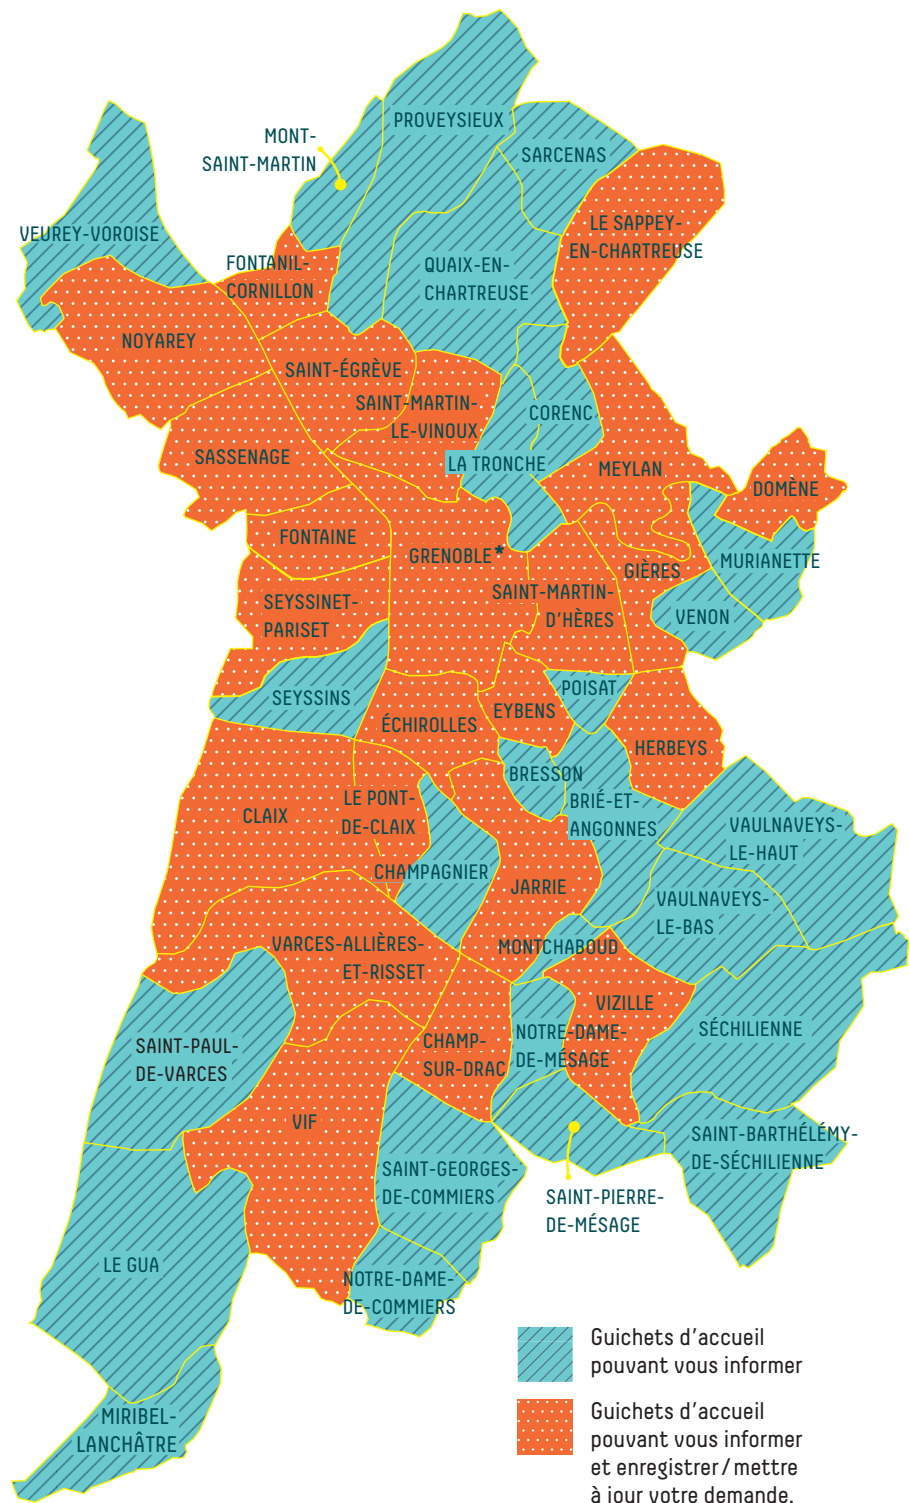 PROVEYSIEUX
MONT-
SAINT-MARTIN
SARCENAS
VEUREY-VOROISE
LE SAPPEY-
EN-CHARTREUSE
FONTANIL-
CORNILLON
QUAIX-EN-
CHARTREUSE
NOYAREY
SAINT-ÉGRÈVE
SAINT-MARTIN-
LE-VINOUX
CORENC
SASSENAGE
LA TRONCHE
MEYLAN
DOMÈNE
FONTAINE
GRENOBLE*
MURIANETTE
GIÈRES
SEYSSINET-
PARISET
SAINT-MARTIN-
D'HÈRES
VENON
SEYSSINS
POISAT
EYBENS
ÉCHIROLLES
HERBEYS
BRESSON
CLAIX
LE PONT-
DE-CLAIX
BRIÉ-ET-
ANGONNES
VAULNAVEYS-
LE-HAUT
CHAMPAGNIER
JARRIE
VAULNAVEYS-
LE-BAS
VARCES-ALLIÈRES-
ET-RISSET
MONTCHABOUD
VIZILLE
SÉCHILIENNE
SAINT-PAUL-
DE-VARCES
CHAMP-
SUR-DRAC
NOTRE-DAME-
DE-MÉSAGE
VIF
SAINT-BARTHÉLÉMY-
DE-SÉCHILIENNE
SAINT-GEORGES-
DE-COMMIERS
SAINT-PIERRE-
DE-MÉSAGE
LE GUA
NOTRE-DAME-
DE-COMMIERS
MIRIBEL-
LANCHÂTRE
Guichets d'accueil
pouvant vous informer
Guichets d'accueil
pouvant vous informer
et enregistrer/mettre
à jour votre demande.